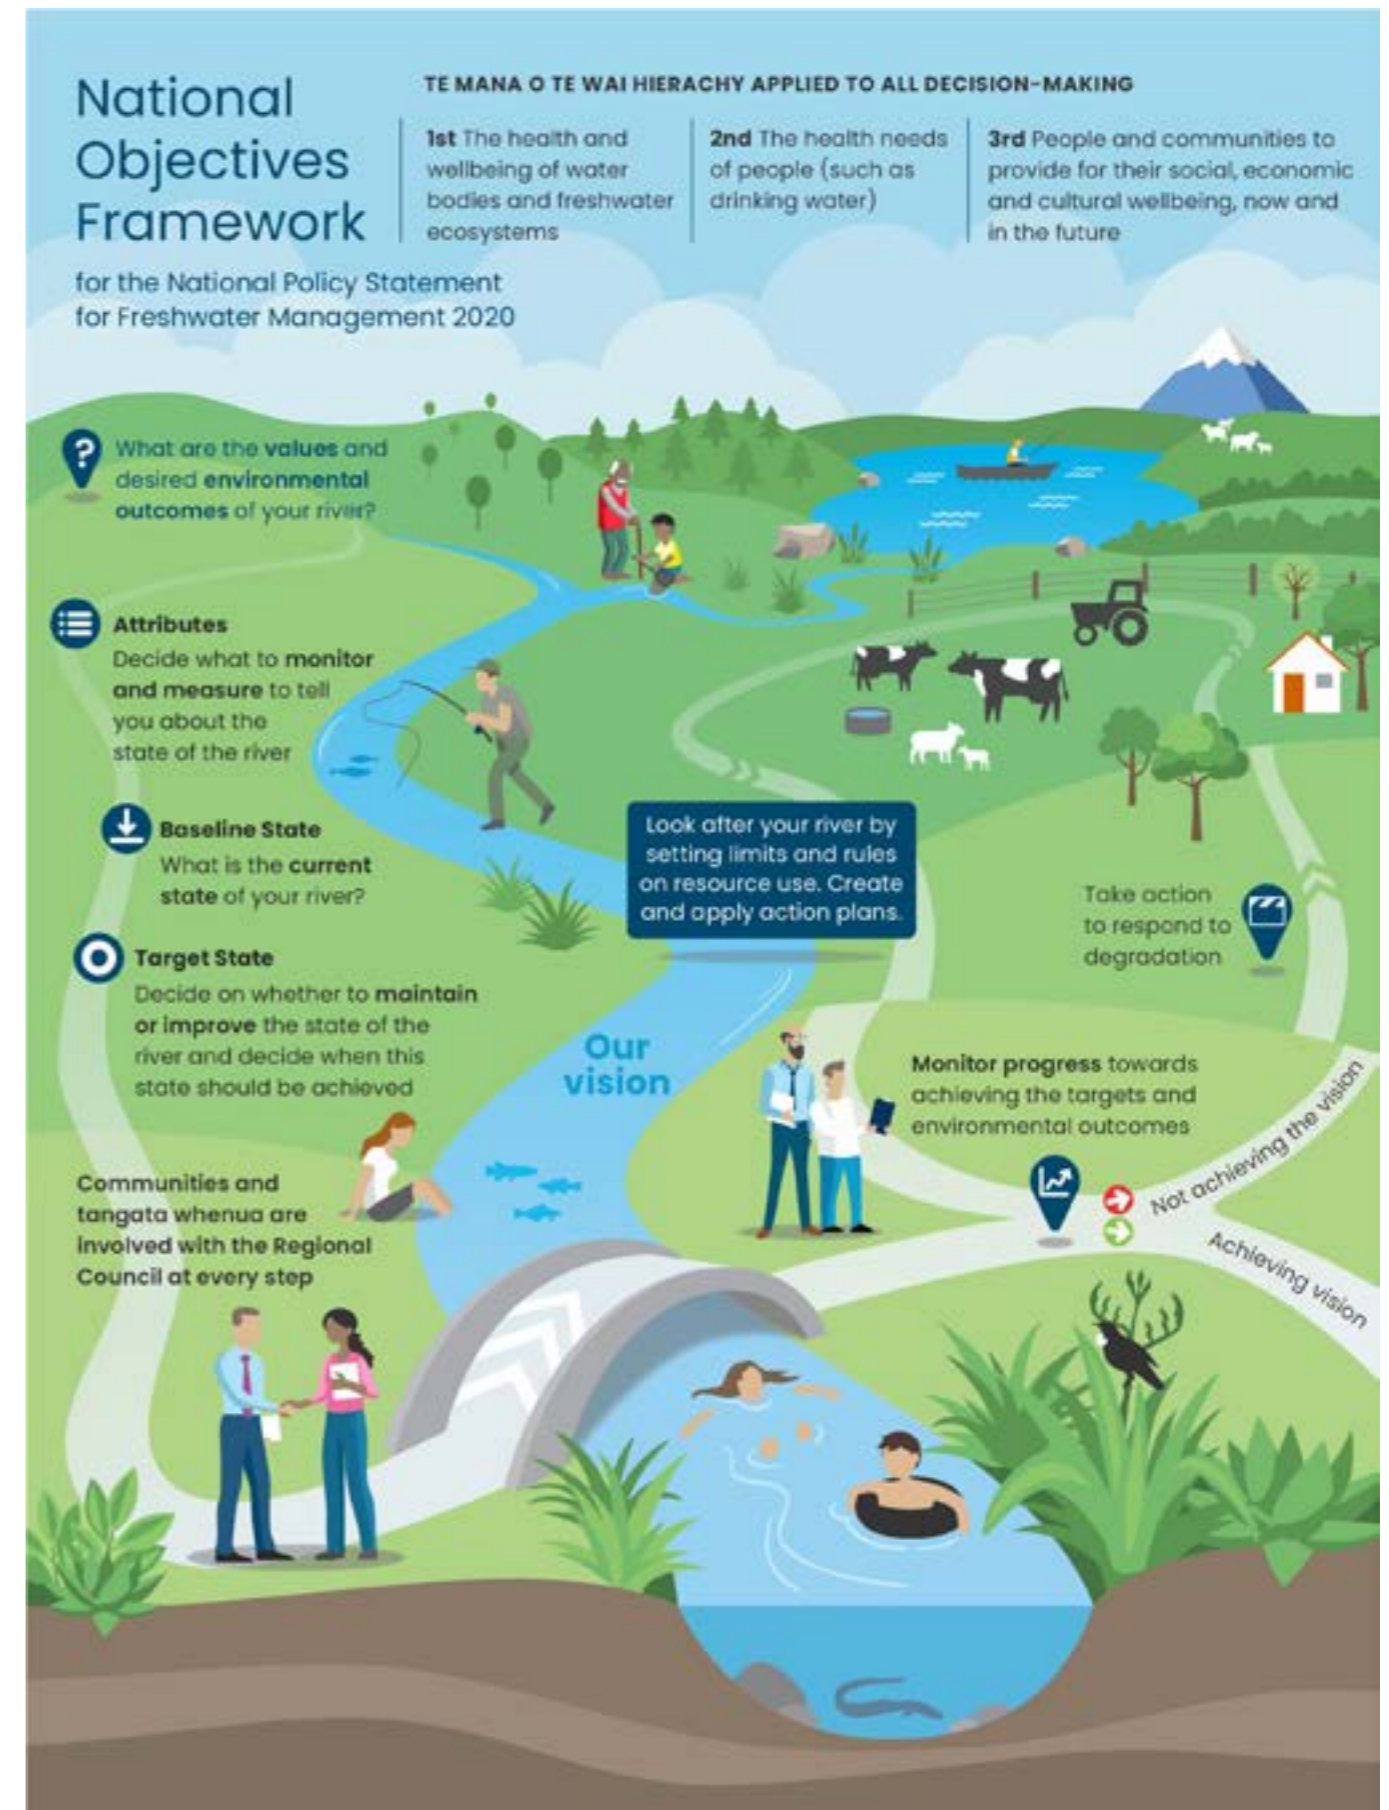 National
Objectives
Framework
for the National Policy Statement
for Freshwater Management 2020
TE MANA O TE WAI HIERACHY APPLIED TO ALL DECISION-MAKING
1st The health and
wellbeing of water
bodies and freshwater
ecosystems
2nd The health needs
of people (such as
drinking water)
3rd People and communities to
provide for their social, economic
and cultural wellbeing, now and
in the future
What are the values and
desired environmental
outcomes of your river?
Attributes
Decide what to monitor
and measure to tell
you about the
state of the river
Baseline State
What is the current
state of your river?
Target State
Decide on whether to maintain
or improve the state of the
river and decide when this
state should be achieved
Communities and
tangata whenua are
involved with the Regional
Council at every step
Our
vision
Look after your river by
setting limits and rules
on resource use. Create
and apply action plans.
Monitor progress towards
achieving the targets and
environmental outcomes
Take action
to respond to
degradation
Not achieving the vision
Achieving vision